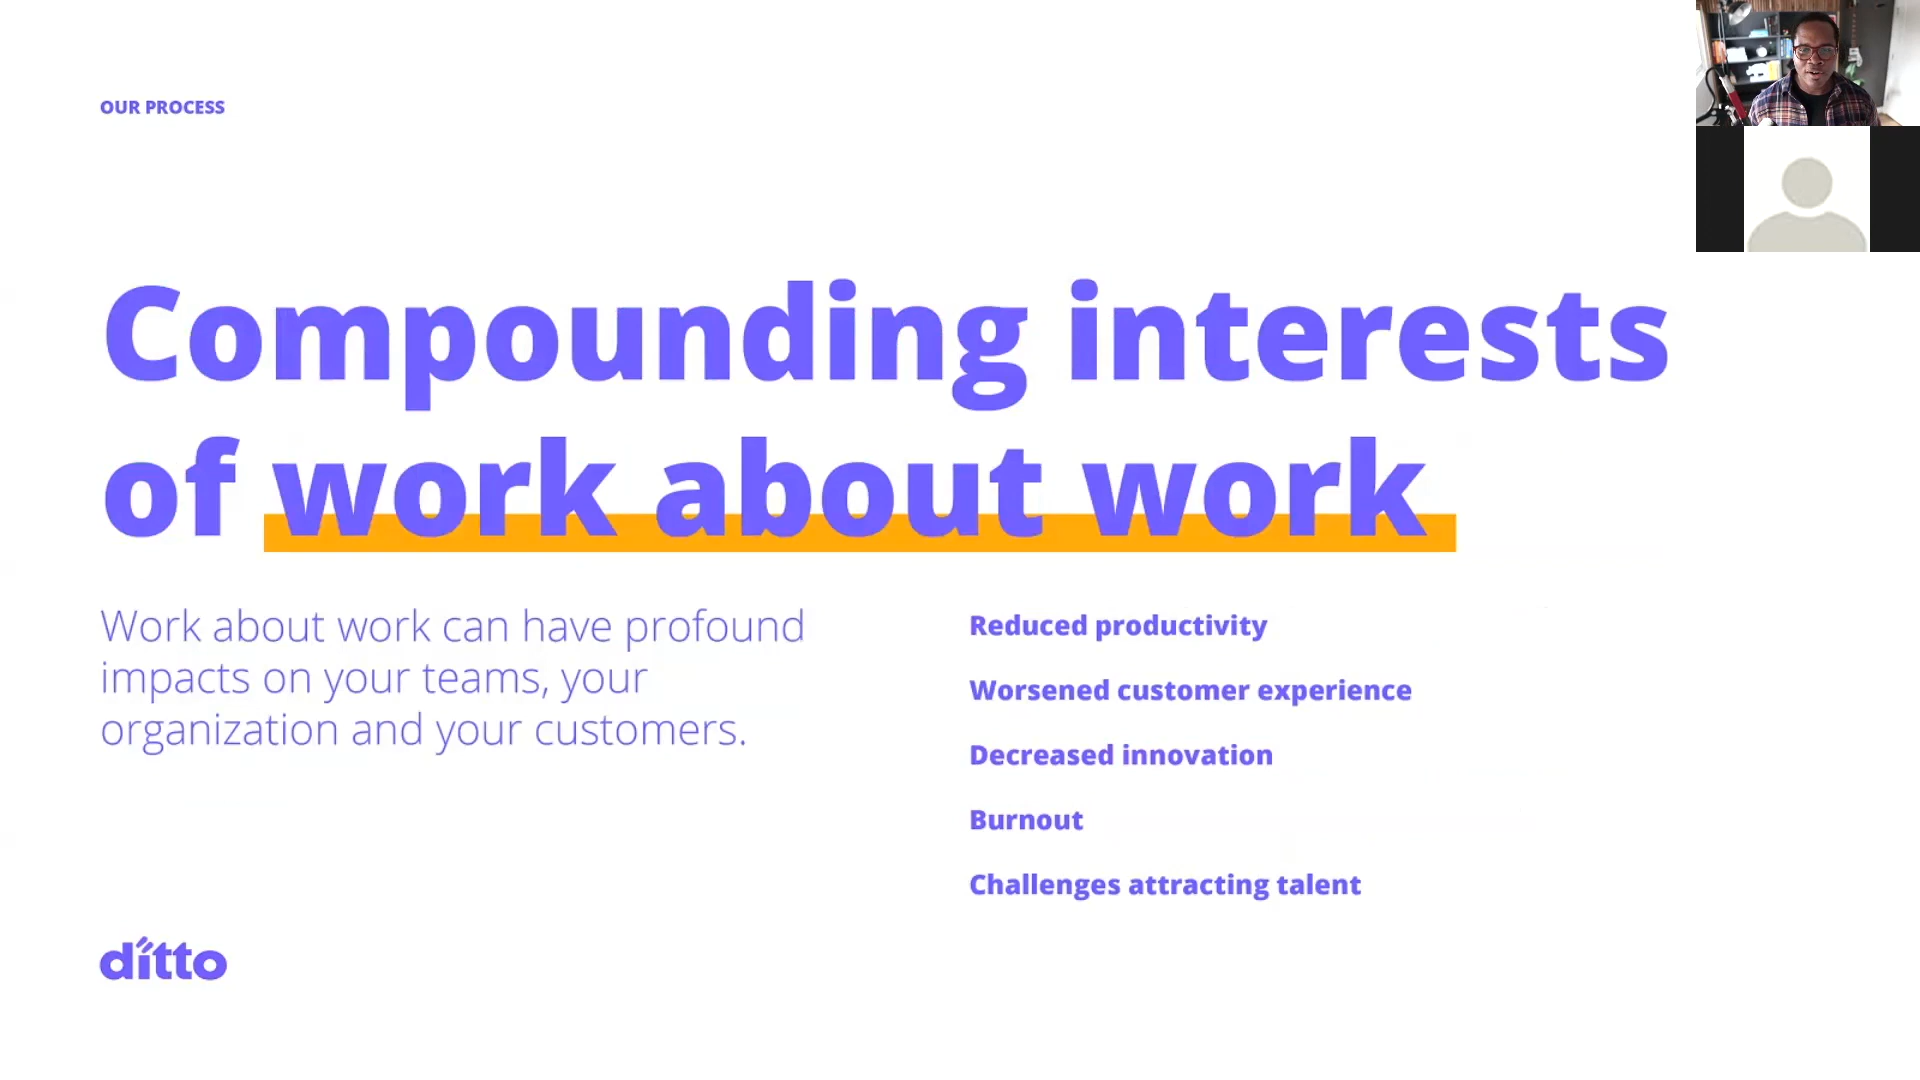 OUR PROCESS
Compounding interests
of work about work
Work about work can have profound
impacts on your teams, your
organization and your customers.
Reduced productivity
Worsened customer experience
Decreased innovation
Burnout
Challenges attracting talent
ditto